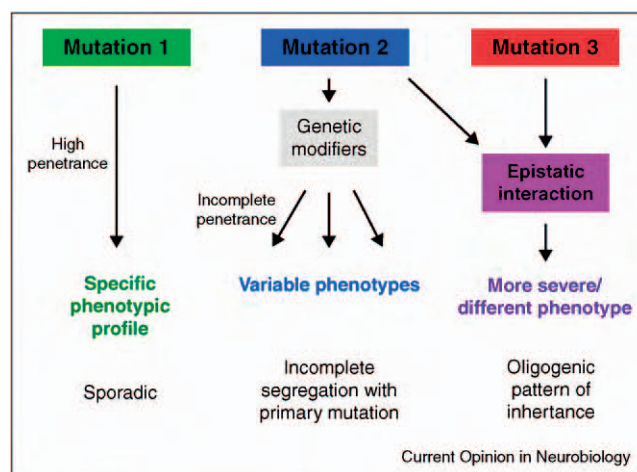 Mutation 1
Mutation 2
Mutation 3
High
penetrance
Genetic
modifiers
Incomplete
penetrance
Epistatic
interaction
Specific
phenotypic
profile
Variable phenotypes
More severe/
different phenotype
Sporadic
Incomplete
segregation with
primary mutation
Oligogenic
pattern of
inhertance
Current Opinion in Neurobiology